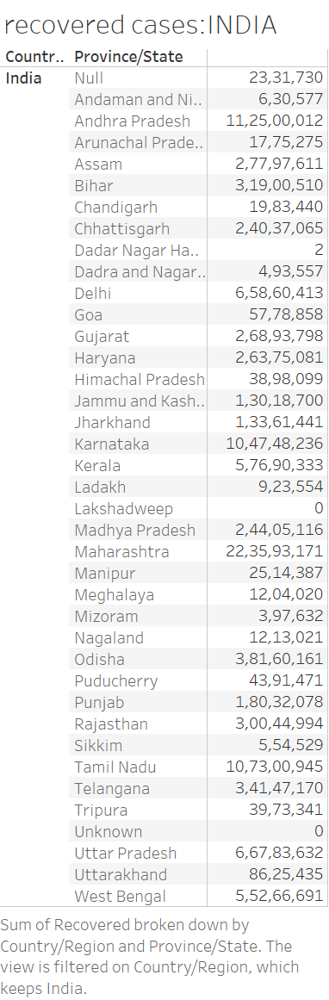 recovered cases:INDIA
Countr.. Province/State
India Null 23,31,730
Andaman and Ni.. 6,30,577
Andhra Pradesh 11,25,00,012
Arunachal Prade.. 17,75,275
Assam 2,77,97,611
Bihar 3,19,00,510
Chandigarh 19,83,440
Chhattisgarh 2,40,37,065
Dadar Nagar Ha.. 2
Dadra and Nagar.. 4,93,557
Delhi 6,58,60,413
Goa 57,78,858
Gujarat 2,68,93,798
Haryana 2,63,75,081
Himachal Pradesh 38,98,099
Jammu and Kash.. 1,30,18,700
Jharkhand 1,33,61,441
Karnataka 10,47,48,236
Kerala 5,76,90,333
Ladakh 9,23,554
Lakshadweep 0
Madhya Pradesh 2,44,05,116
Maharashtra 22,35,93,171
Manipur 25,14,387
Meghalaya 12,04,020
Mizoram 3,97,632
Nagaland 12,13,021
Odisha 3,81,60,161
Puducherry 43,91,471
Punjab 1,80,32,078
Rajasthan 3,00,44,994
Sikkim 5,54,529
Tamil Nadu 10,73,00,945
Telangana 3,41,47,170
Tripura 39,73,341
Unknown 0
Uttar Pradesh 6,67,83,632
Uttarakhand 86,25,435
West Bengal 5,52,66,691
Sum of Recovered broken down by
Country/Region and Province/State. The
view is filtered on Country/Region, which
keeps India.